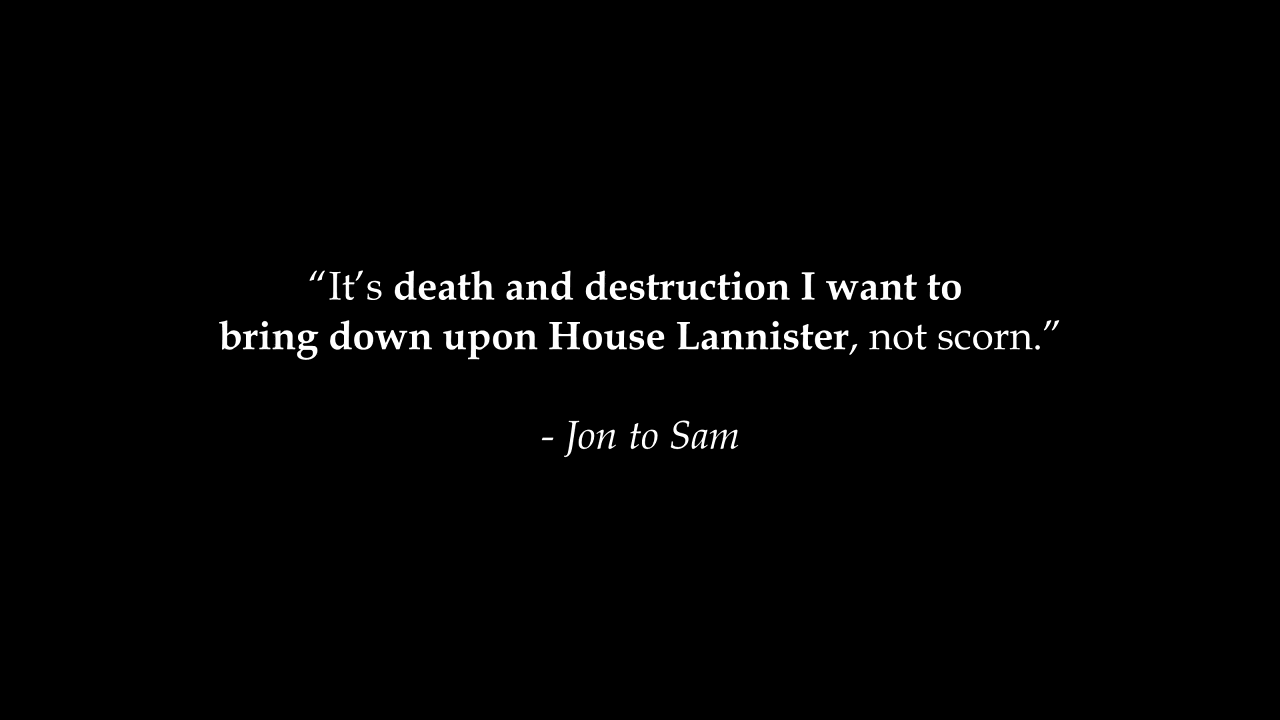 “It’s death and destruction I want to
bring down upon House Lannister, not scorn.”
- Jon to Sam